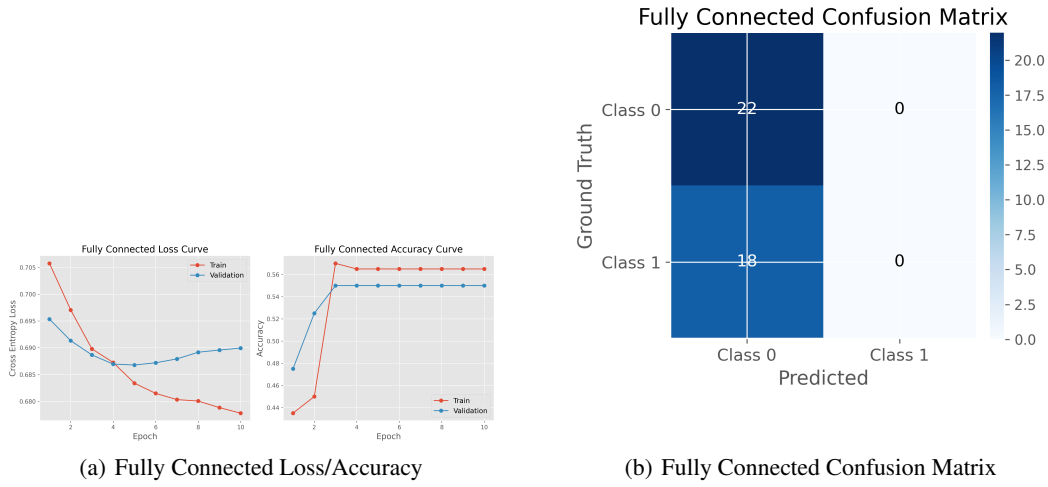 Fully Connected Loss Curve
Train
Validation
0.705
0.700
0.695
0.690
0.685
0.680
Cross Entropy Loss
2 4 6 8 10
Epoch
Fully Connected Accuracy Curve
0.56
0.54
0.52
0.50
0.48
0.46
0.44
Accuracy
Train
Validation
2 4 6 8 10
Epoch
(a) Fully Connected Loss/Accuracy
Fully Connected Confusion Matrix
Ground Truth
Class 0
22 0
Class 1
18 0
Class 0 Class 1
Predicted
20.0
17.5
15.0
12.5
10.0
7.5
5.0
2.5
0.0
(b) Fully Connected Confusion Matrix